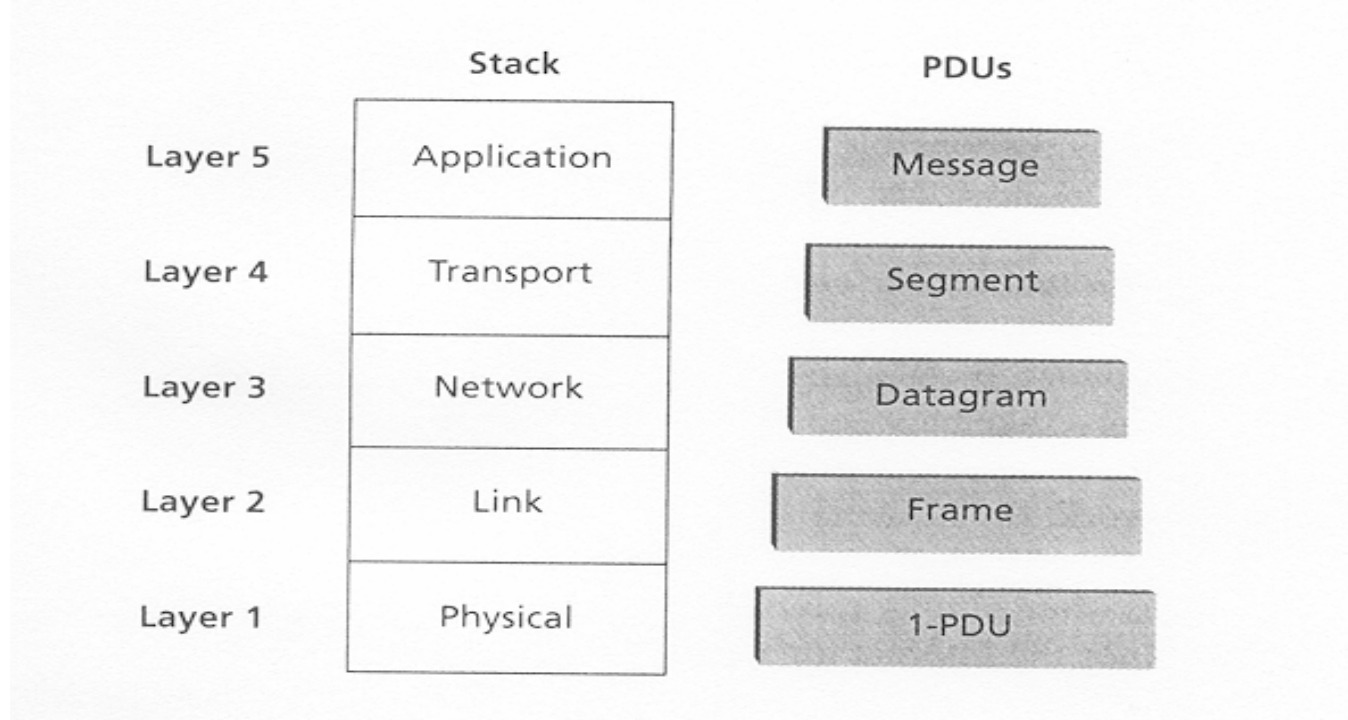 Stack PDUs
Layer 5 Application Message
Layer 4 Transport Segment
Layer 3 Network Datagram
Layer 2 Link Frame
Layer 1 Physical 1-PDU